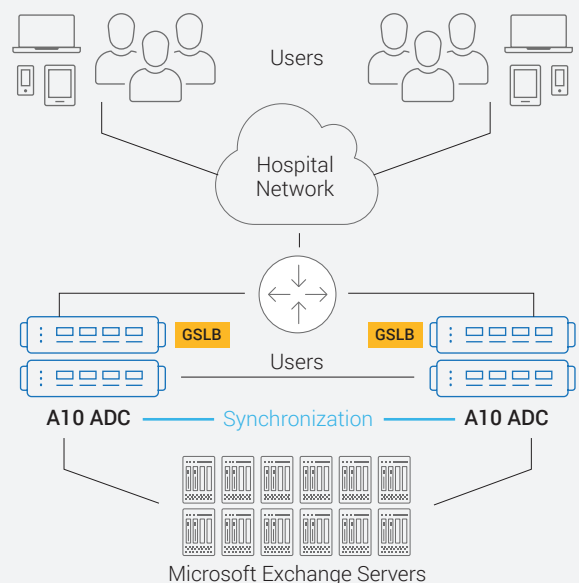 Users
Hospital
Network
GSLB
GSLB
Users
A10 ADC
Synchronization
A10 ADC
Microsoft Exchange Servers